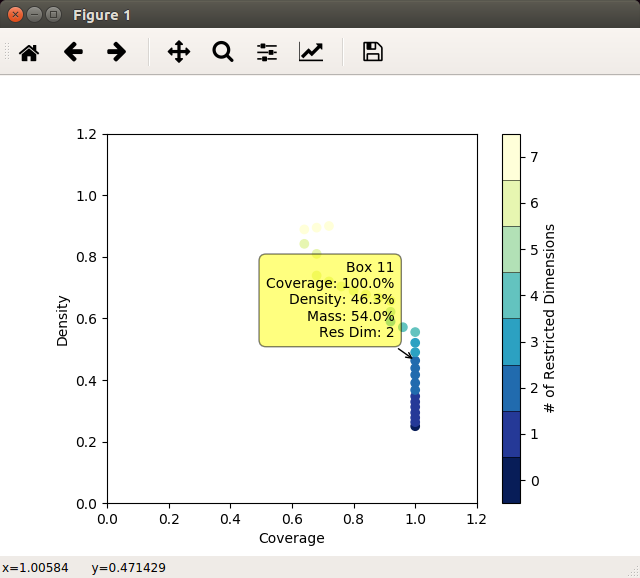 Figure 1
1.2
1.0
0.8
0.6
0.4
0.2
0.0
Density
0.0 0.2 0.4 0.6 0.8 1.0 1.2
Coverage
Box 11
Coverage: 100.0%
Density: 46.3%
Mass: 54.0%
Res Dim: 2
7
6
5
4
3
2
1
0
# of Restricted Dimensions
x=1.00584 y=0.471429